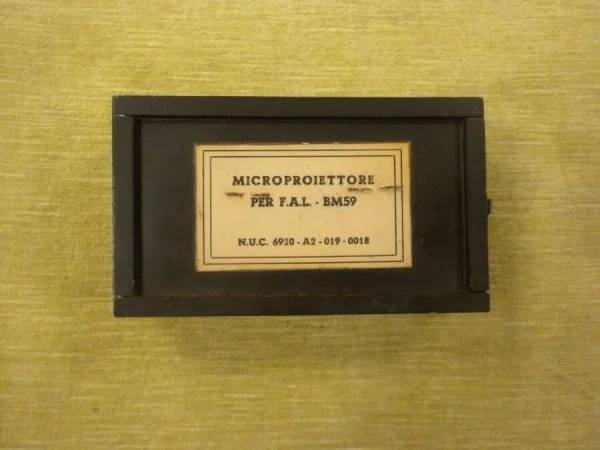 MICROPROIETTORE
PER F.A.L. - BM59
N.U.C. 6920 - A2 - 019 - 0018